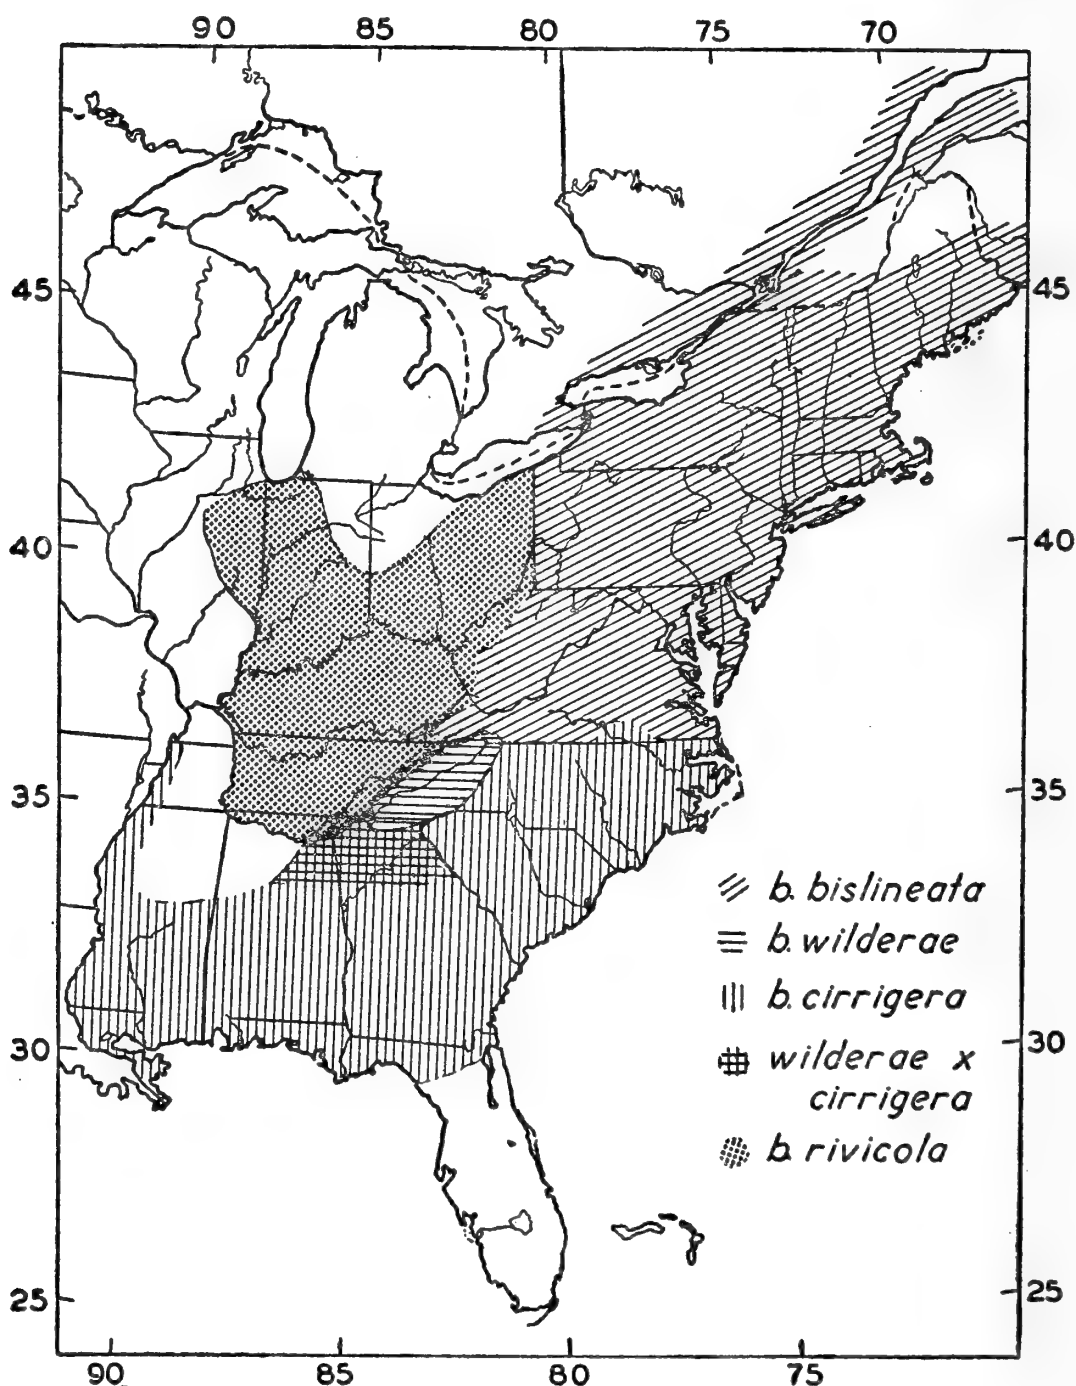 90 85 80 75 70
45 45
40 40
35 35
b. bislineata
b. wilderae
b. cirrigera
30 30
wilderae x
cirrigera
b. rivicola
25 25
90 85 80 75